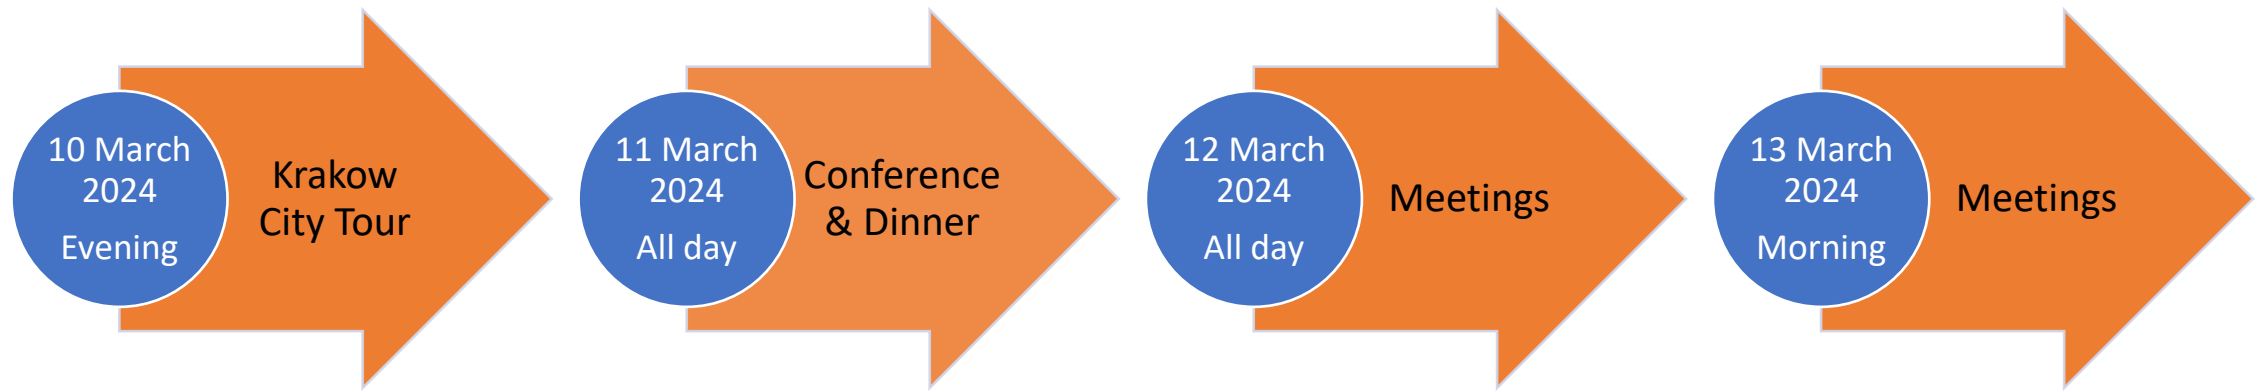 10 March
2024
Evening
Krakow
City Tour
11 March
2024
All day
Conference
& Dinner
12 March
2024
All day
Meetings
13 March
2024
Morning
Meetings